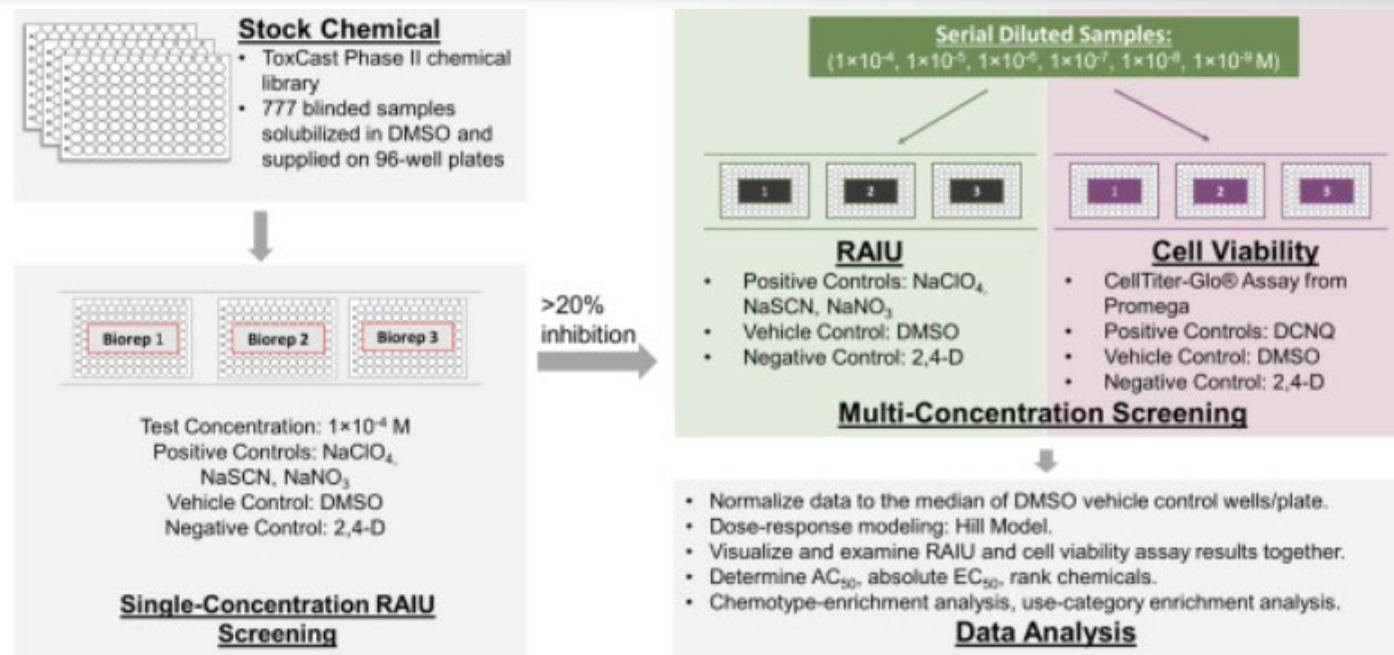 Stock Chemical
• ToxCast Phase II chemical
library
• 777 blinded samples
solubilized in DMSO and
supplied on 96-well plates
Biorep 1
Biorep 2
Biorep 3
Test Concentration: 1×10⁻⁴ M
Positive Controls: NaClO₄,
NaSCN, NaNO₃
Vehicle Control: DMSO
Negative Control: 2,4-D
Single-Concentration RAIU
Screening
>20%
inhibition
Serial Diluted Samples:
(1×10⁻⁴, 1×10⁻⁵, 1×10⁻⁶, 1×10⁻⁷, 1×10⁻⁸, 1×10⁻⁹ M)
1
2
3
RAIU
• Positive Controls: NaClO₄,
NaSCN, NaNO₃
• Vehicle Control: DMSO
• Negative Control: 2,4-D
1
2
3
Cell Viability
• CellTiter-Glo® Assay from
Promega
• Positive Controls: DCNQ
• Vehicle Control: DMSO
• Negative Control: 2,4-D
Multi-Concentration Screening
• Normalize data to the median of DMSO vehicle control wells/plate.
• Dose-response modeling: Hill Model.
• Visualize and examine RAIU and cell viability assay results together.
• Determine AC₅₀, absolute EC₅₀, rank chemicals.
• Chemotype-enrichment analysis, use-category enrichment analysis.
Data Analysis